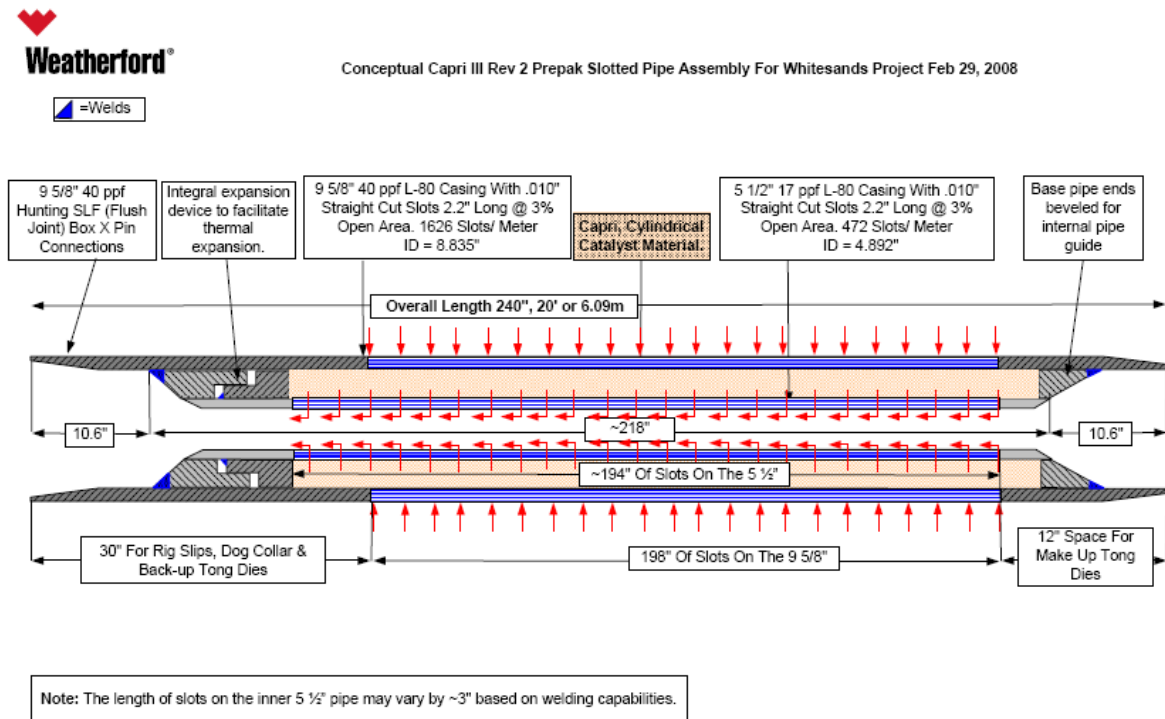 Weatherford®
Conceptual Capri III Rev 2 Prepak Slotted Pipe Assembly For Whitesands Project Feb 29, 2008
=Welds
9 5/8" 40 ppf
Hunting SLF (Flush
Joint) Box X Pin
Connections
Integral expansion
device to facilitate
thermal
expansion.
9 5/8" 40 ppf L-80 Casing With .010"
Straight Cut Slots 2.2" Long @ 3%
Open Area. 1626 Slots/ Meter
ID = 8.835"
Capri, Cylindrical
Catalyst Material.
5 1/2" 17 ppf L-80 Casing With .010"
Straight Cut Slots 2.2" Long @ 3%
Open Area. 472 Slots/ Meter
ID = 4.892"
Base pipe ends
beveled for
internal pipe
guide
Overall Length 240", 20' or 6.09m
10.6"
~218"
10.6"
~194" Of Slots On The 5 ½"
30" For Rig Slips, Dog Collar &
Back-up Tong Dies
198" Of Slots On The 9 5/8"
12" Space For
Make Up Tong
Dies
Note: The length of slots on the inner 5 ½" pipe may vary by ~3" based on welding capabilities.